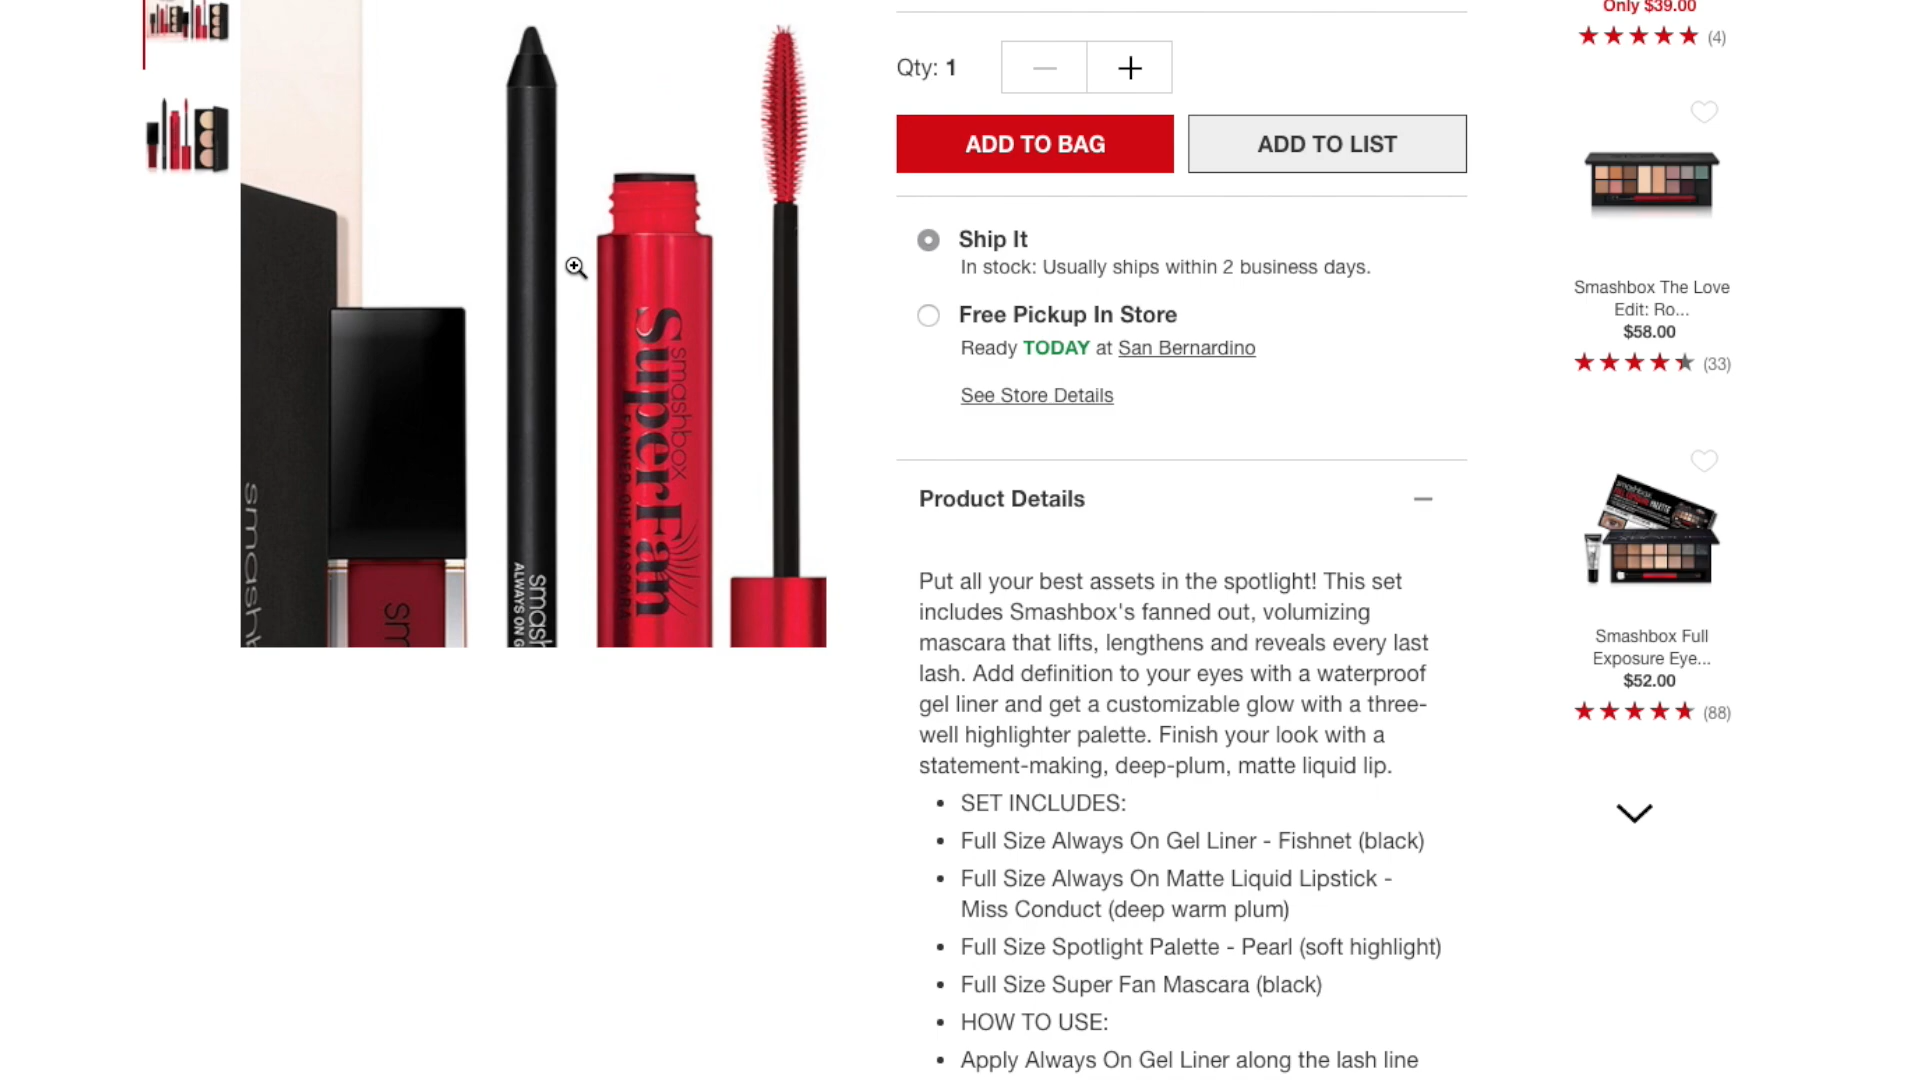 Only $39.00
(4)
Qty: 1
ADD TO BAG
ADD TO LIST
Ship It
In stock: Usually ships within 2 business days.
Free Pickup In Store
Ready TODAY at San Bernardino
See Store Details
Product Details
Put all your best assets in the spotlight! This set
includes Smashbox's fanned out, volumizing
mascara that lifts, lengthens and reveals every last
lash. Add definition to your eyes with a waterproof
gel liner and get a customizable glow with a three-
well highlighter palette. Finish your look with a
statement-making, deep-plum, matte liquid lip.
• SET INCLUDES:
• Full Size Always On Gel Liner - Fishnet (black)
• Full Size Always On Matte Liquid Lipstick -
Miss Conduct (deep warm plum)
• Full Size Spotlight Palette - Pearl (soft highlight)
• Full Size Super Fan Mascara (black)
• HOW TO USE:
• Apply Always On Gel Liner along the lash line
Smashbox The Love
Edit: Ro...
$58.00
(33)
Smashbox Full
Exposure Eye...
$52.00
(88)
smashb
sm
smash
ALWAYS ON G
smashbox
SuperFan
FANNED OUT MASCARA